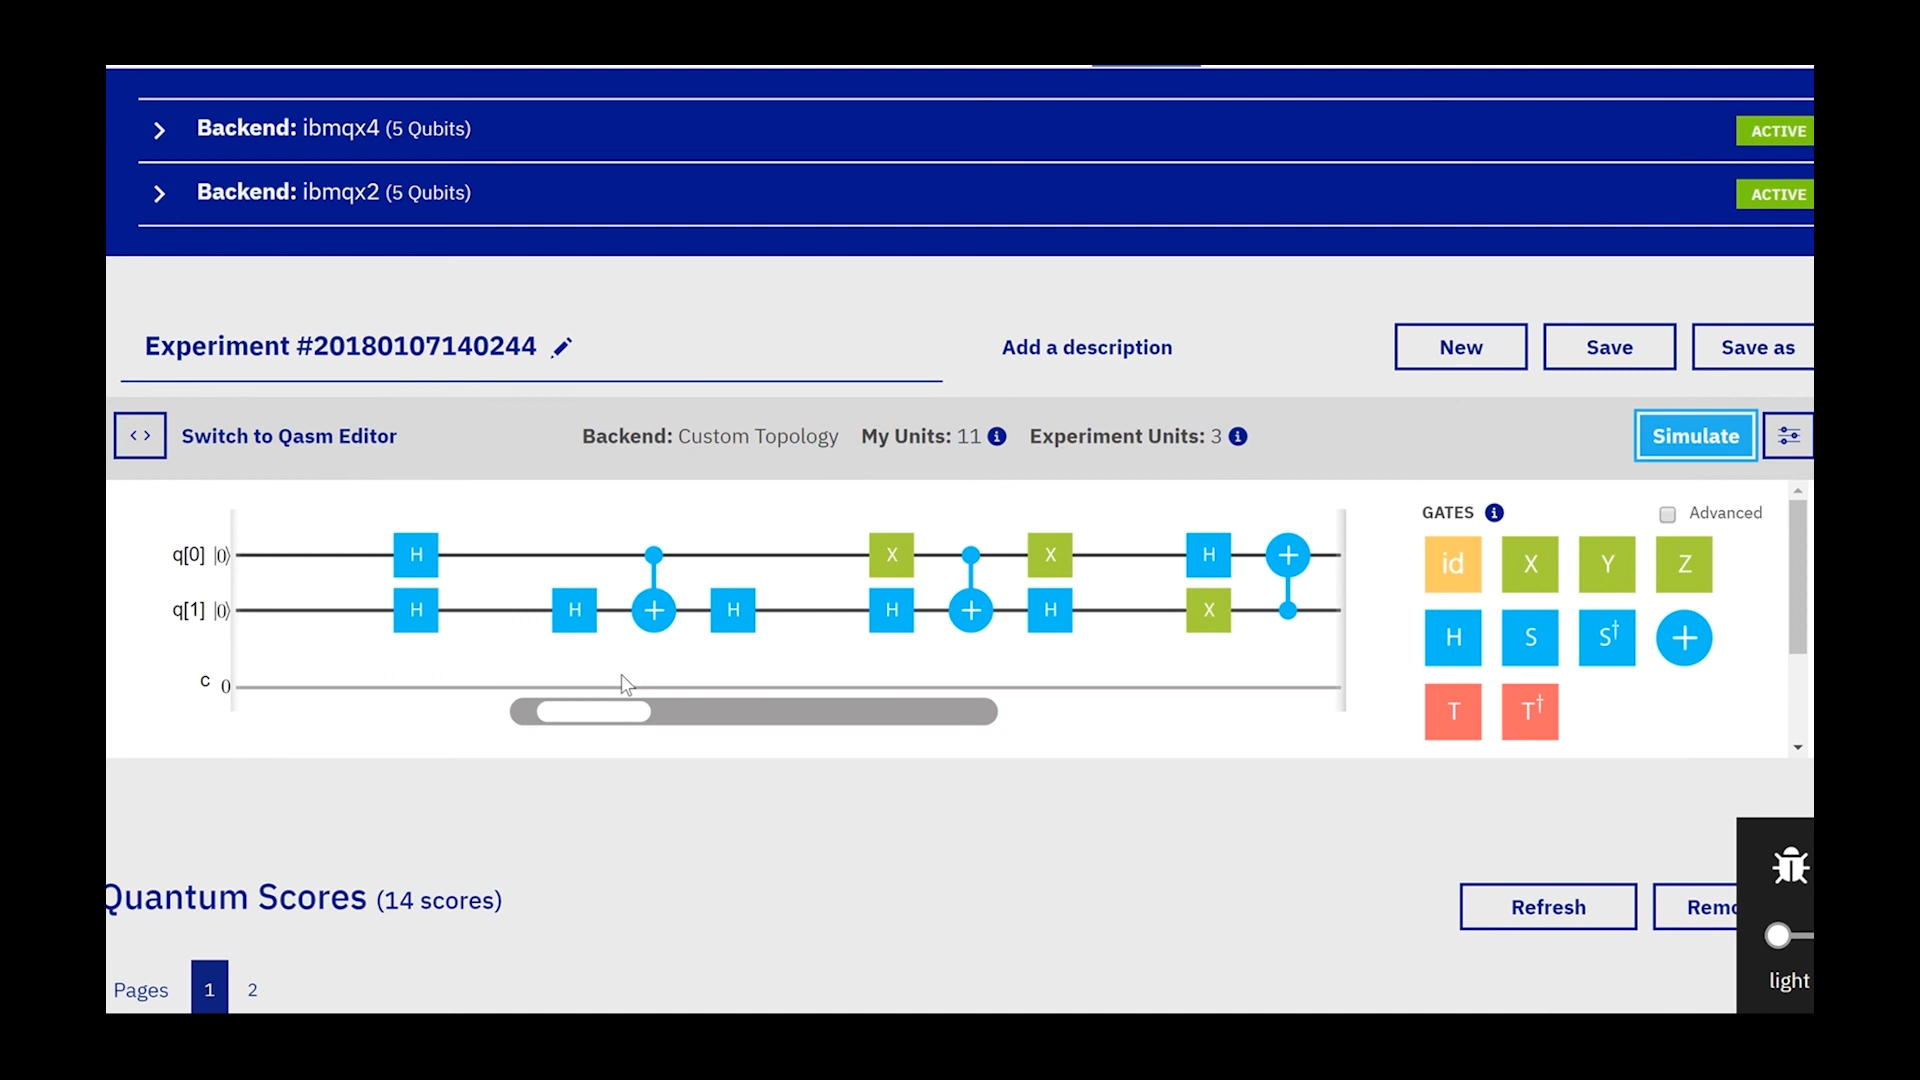 Backend: ibmqx4 (5 Qubits) ACTIVE
Backend: ibmqx2 (5 Qubits) ACTIVE
Experiment #20180107140244 Add a description New Save Save as
Switch to Qasm Editor Backend: Custom Topology My Units: 11 Experiment Units: 3 Simulate
GATES Advanced
q[0] |0⟩ H X X H
q[1] |0⟩ H H H H H X
c 0
id X Y Z
H S S† +
T T†
Quantum Scores (14 scores) Refresh
Pages 1 2
light